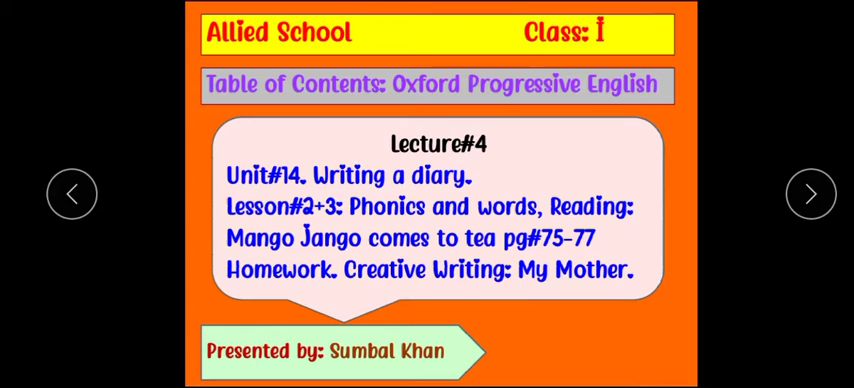 Allied School Class: I
Table of Contents: Oxford Progressive English
Lecture#4
Unit#14. Writing a diary.
Lesson#2+3: Phonics and words, Reading:
Mango Jango comes to tea pg#75-77
Homework. Creative Writing: My Mother.
Presented by: Sumbal Khan